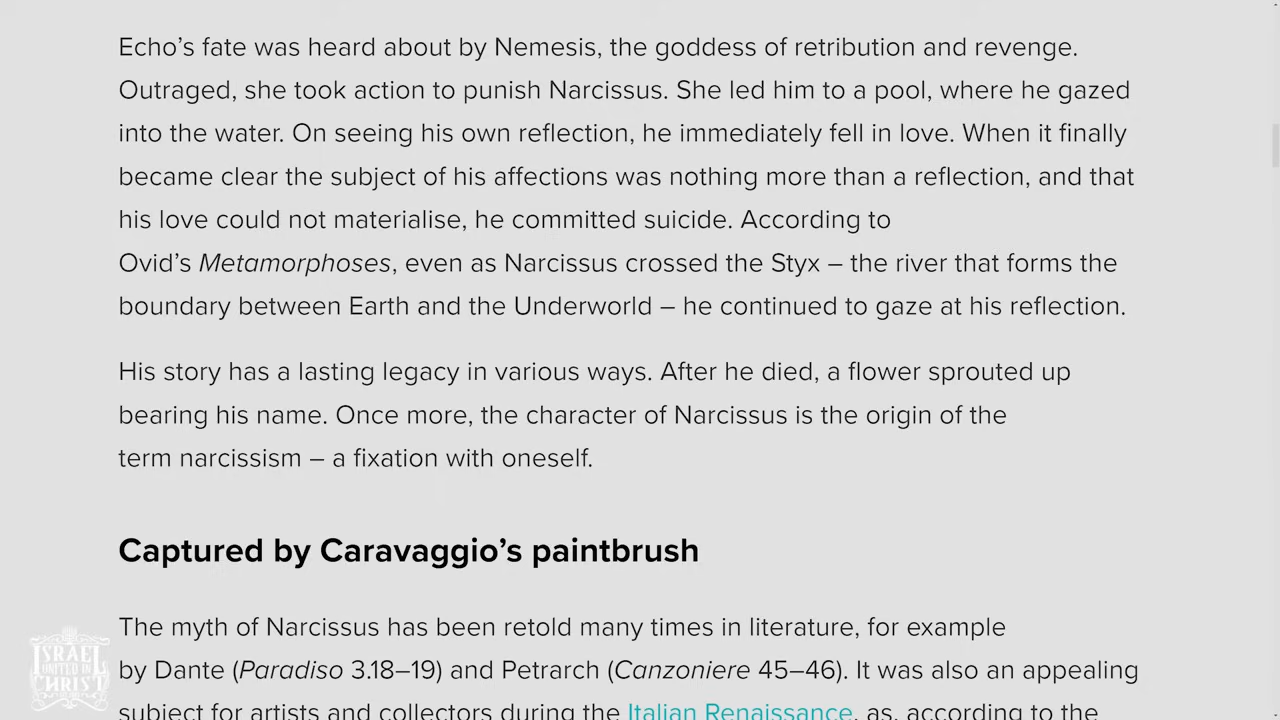 Echo’s fate was heard about by Nemesis, the goddess of retribution and revenge.
Outraged, she took action to punish Narcissus. She led him to a pool, where he gazed
into the water. On seeing his own reflection, he immediately fell in love. When it finally
became clear the subject of his affections was nothing more than a reflection, and that
his love could not materialise, he committed suicide. According to
Ovid’s Metamorphoses, even as Narcissus crossed the Styx – the river that forms the
boundary between Earth and the Underworld – he continued to gaze at his reflection.
His story has a lasting legacy in various ways. After he died, a flower sprouted up
bearing his name. Once more, the character of Narcissus is the origin of the
term narcissism – a fixation with oneself.
Captured by Caravaggio’s paintbrush
The myth of Narcissus has been retold many times in literature, for example
by Dante (Paradiso 3.18–19) and Petrarch (Canzoniere 45–46). It was also an appealing
subject for artists and collectors during the Italian Renaissance, as, according to the
ISRAEL
UNITED IN
CHRIST